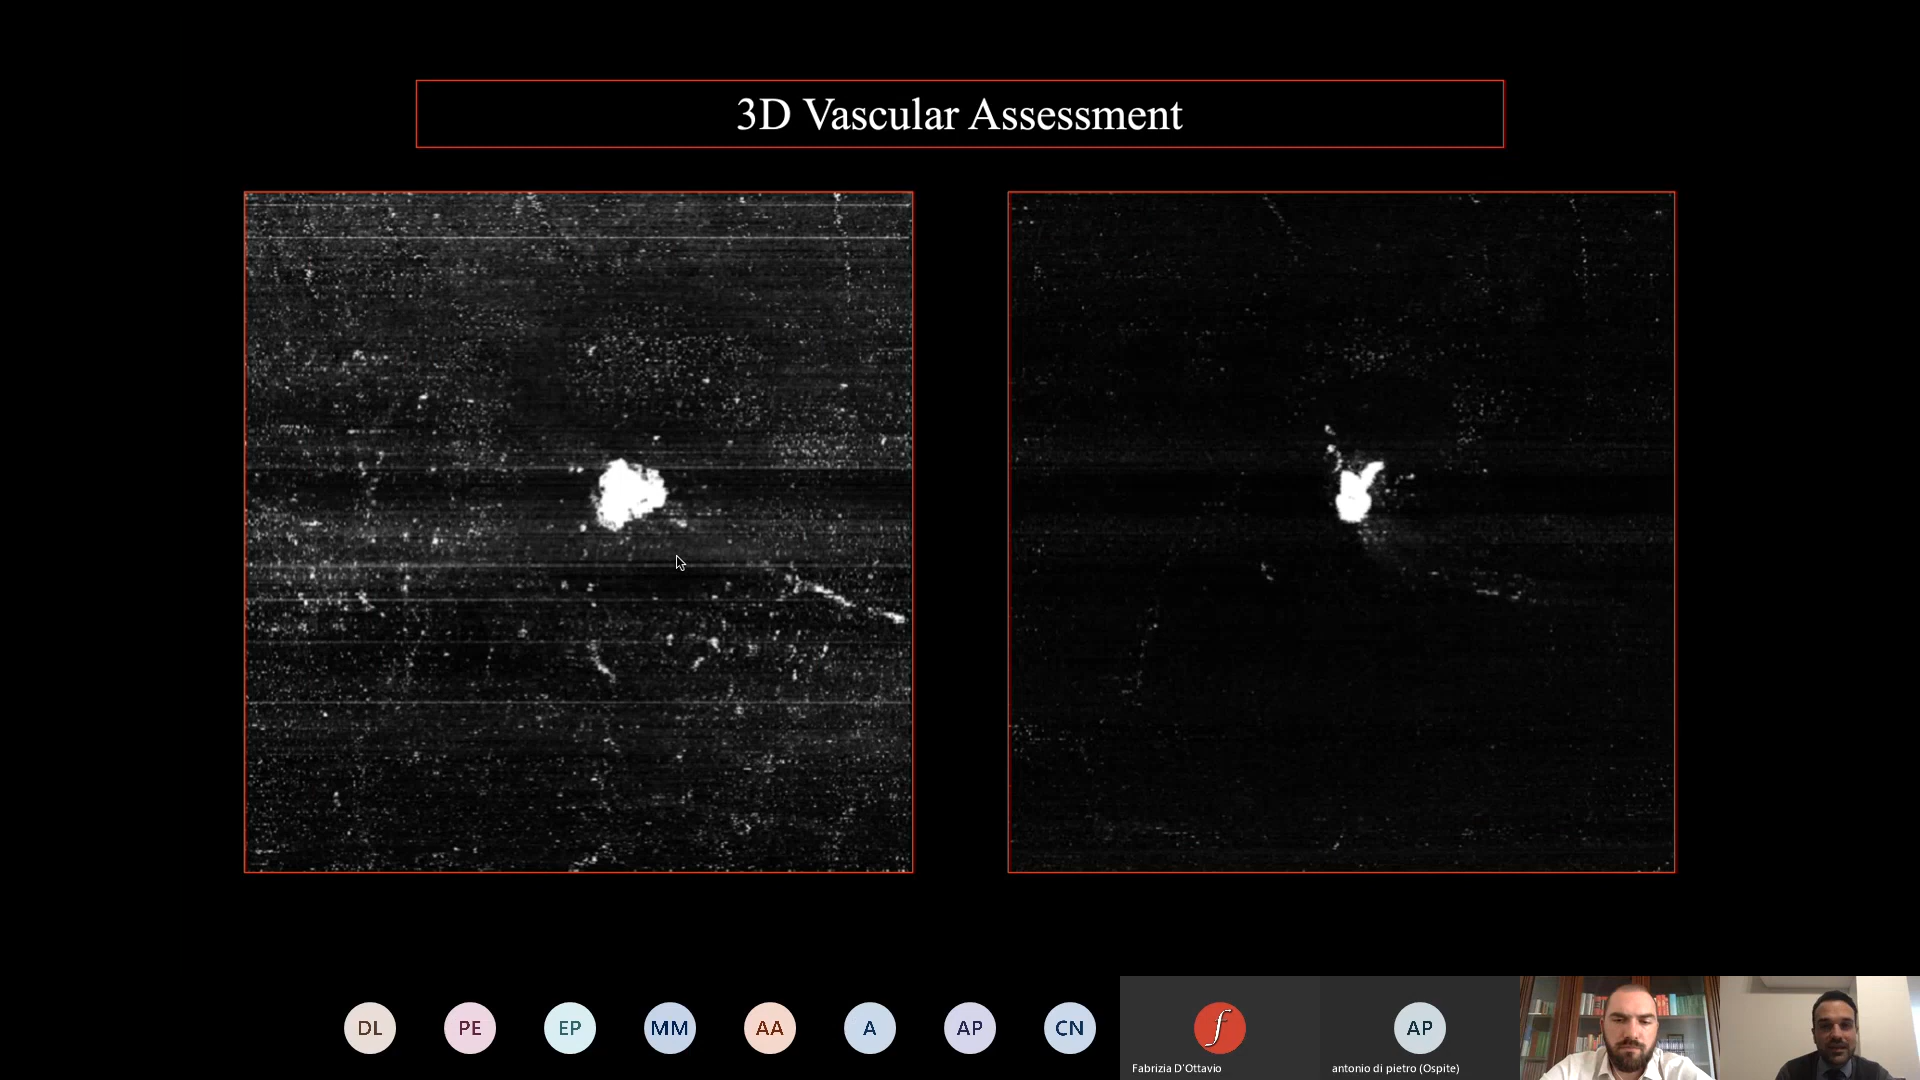 3D Vascular Assessment
DL
PE
EP
MM
AA
A
AP
CN
f
AP
Fabrizia D'Ottavio
antonio di pietro (Ospite)